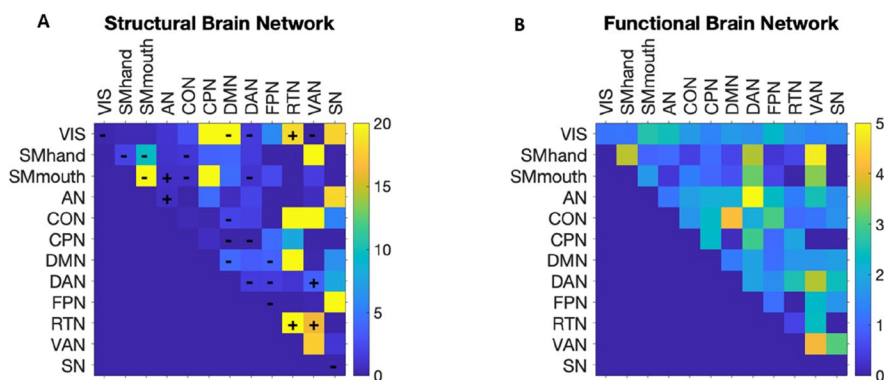 A
Structural Brain Network
VIS
SMhand
SMmouth
AN
CON
CPN
DMN
DAN
FPN
RTN
VAN
SN
VIS - - - + -
SMhand - - -
SMmouth - + - -
AN +
CON -
CPN - -
DMN - -
DAN - - +
FPN -
RTN + +
VAN
SN -
20
15
10
5
0
B
Functional Brain Network
VIS
SMhand
SMmouth
AN
CON
CPN
DMN
DAN
FPN
RTN
VAN
SN
VIS
SMhand
SMmouth
AN
CON
CPN
DMN
DAN
FPN
RTN
VAN
SN
5
4
3
2
1
0